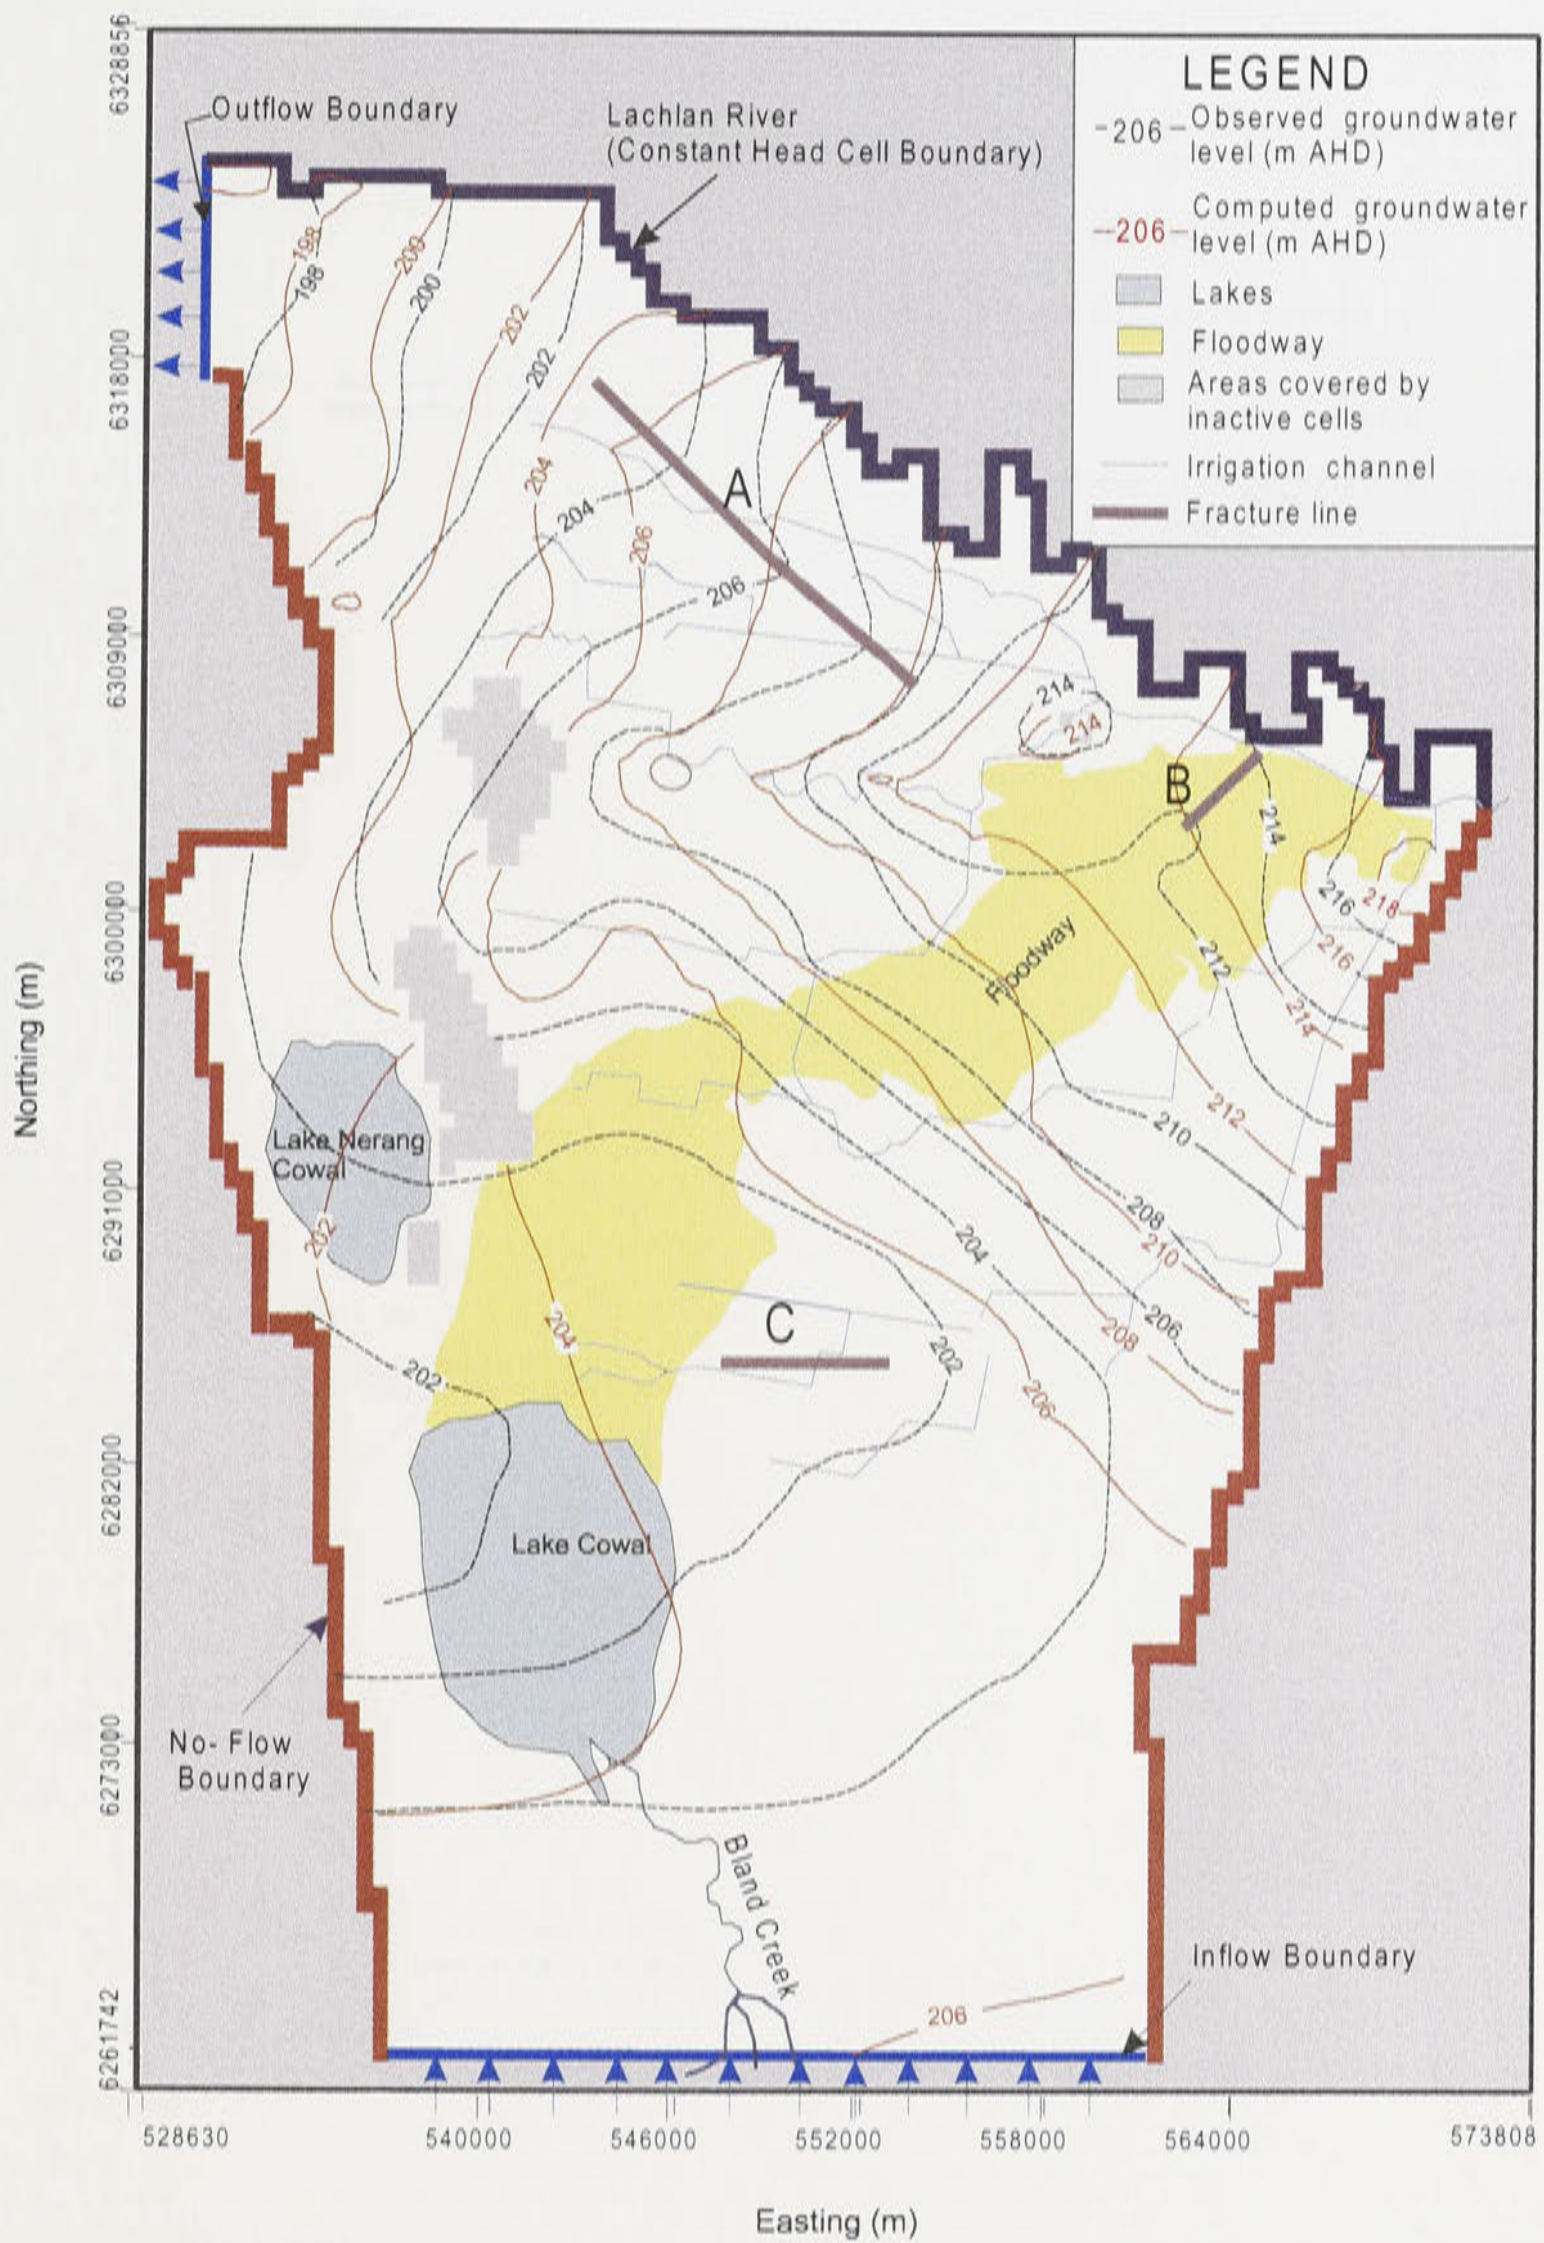 6328856
6318000
6309000
6300000
6291000
6282000
6273000
6261742
Northing (m)
Outflow Boundary
Lachlan River
(Constant Head Cell Boundary)
LEGEND
-206- Observed groundwater
level (m AHD)
-206- Computed groundwater
level (m AHD)
Lakes
Floodway
Areas covered by
inactive cells
Irrigation channel
Fracture line
198
198
200
200
202
202
204
204
206
206
A
214
214
B
214
216
218
216
212
214
Floodway
212
210
Lake Nerang
Cowal
202
208
210
204
206
208
204
C
202
202
206
Lake Cowal
No- Flow
Boundary
Bland Creek
Inflow Boundary
206
528630
540000
546000
552000
558000
564000
573808
Easting (m)